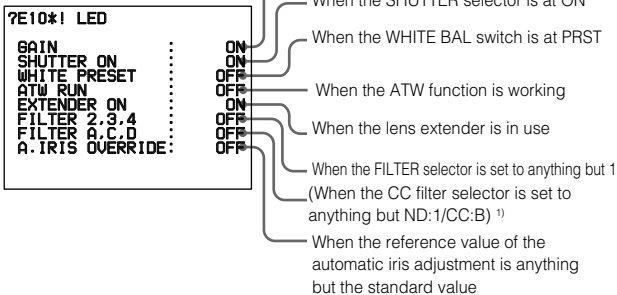 When the SHUTTER selector is at ON
?E10*! LED
GAIN : ON
SHUTTER ON : ON
WHITE PRESET : OFF
ATW RUN : OFF
EXTENDER ON : ON
FILTER 2,3,4 : OFF
FILTER A,C,D : OFF
A.IRIS OVERRIDE: OFF
When the WHITE BAL switch is at PRST
When the ATW function is working
When the lens extender is in use
When the FILTER selector is set to anything but 1
(When the CC filter selector is set to
anything but ND:1/CC:B) 1)
When the reference value of the
automatic iris adjustment is anything
but the standard value